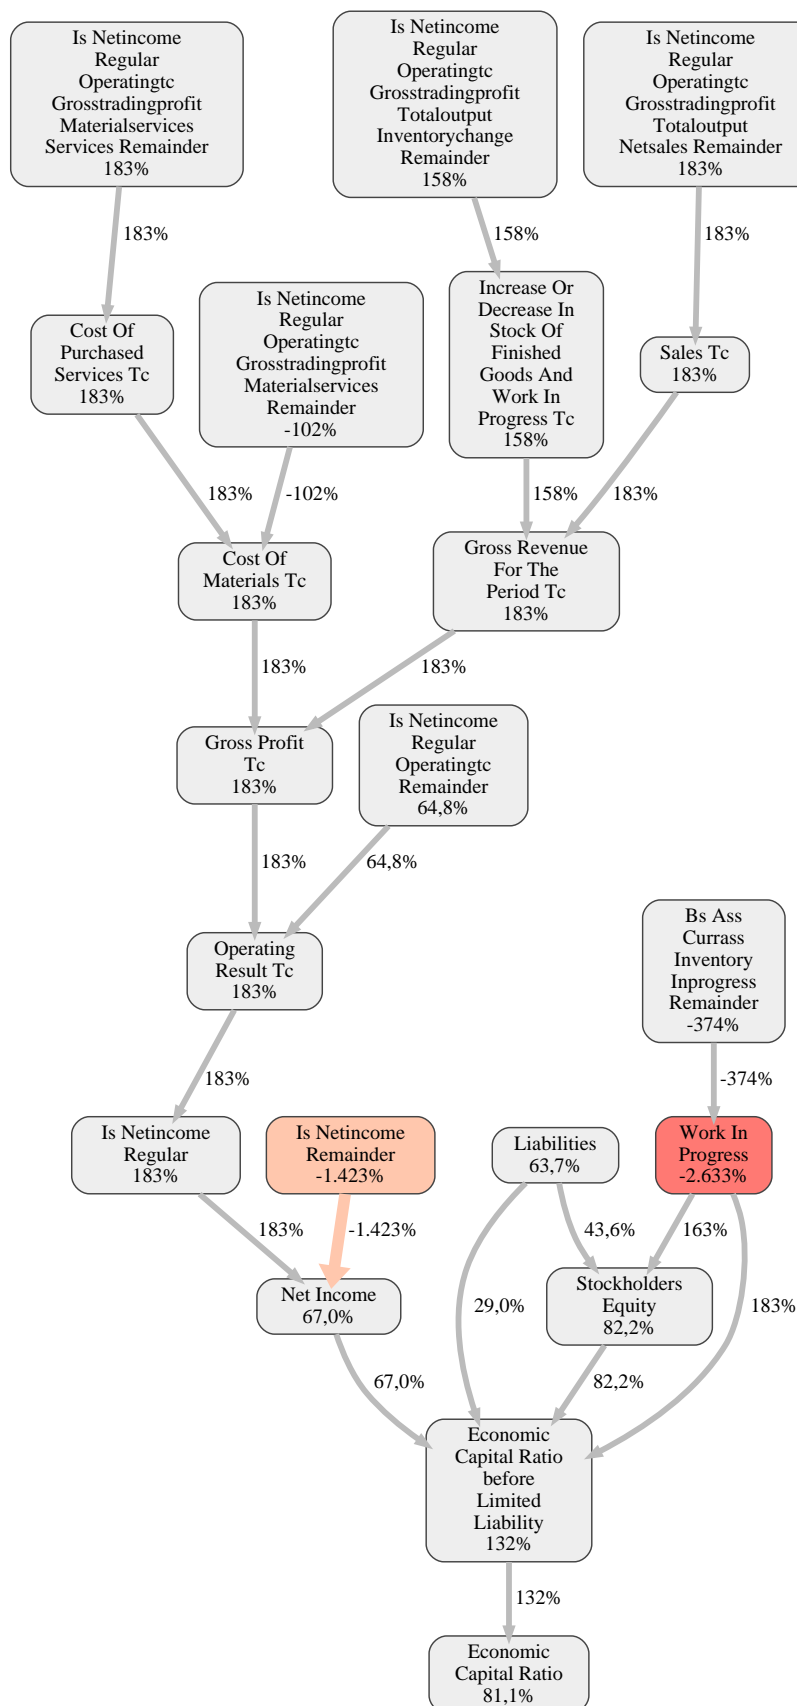 Is Netincome
Regular
Operatingtc
Grosstradingprofit
Materialservices
Services Remainder
183%
Is Netincome
Regular
Operatingtc
Grosstradingprofit
Totaloutput
Inventorychange
Remainder
158%
Is Netincome
Regular
Operatingtc
Grosstradingprofit
Totaloutput
Netsales Remainder
183%
183%
158%
183%
Cost Of
Purchased
Services Tc
183%
Is Netincome
Regular
Operatingtc
Grosstradingprofit
Materialservices
Remainder
-102%
Increase Or
Decrease In
Stock Of
Finished
Goods And
Work In
Progress Tc
158%
Sales Tc
183%
183%
-102%
158%
183%
Cost Of
Materials Tc
183%
Gross Revenue
For The
Period Tc
183%
183%
183%
Gross Profit
Tc
183%
Is Netincome
Regular
Operatingtc
Remainder
64,8%
183%
64,8%
Operating
Result Tc
183%
Bs Ass
Currass
Inventory
Inprogress
Remainder
-374%
183%
-374%
Is Netincome
Regular
183%
Is Netincome
Remainder
-1.423%
Liabilities
63,7%
Work In
Progress
-2.633%
183%
-1.423%
43,6%
163%
Net Income
67,0%
29,0%
Stockholders
Equity
82,2%
183%
67,0%
82,2%
Economic
Capital Ratio
before
Limited
Liability
132%
132%
Economic
Capital Ratio
81,1%